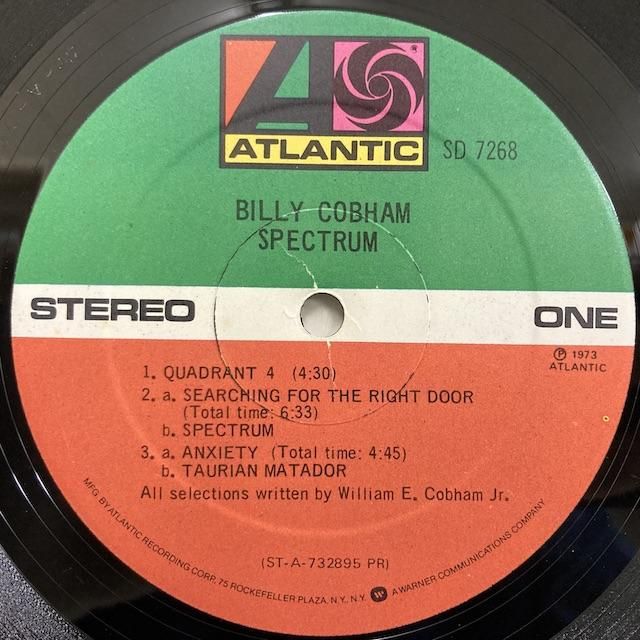 ATLANTIC
SD 7268
BILLY COBHAM
SPECTRUM
STEREO
ONE
℗ 1973
ATLANTIC
1. QUADRANT 4 (4:30)
2. a. SEARCHING FOR THE RIGHT DOOR
(Total time: 6:33)
b. SPECTRUM
3. a. ANXIETY (Total time: 4:45)
b. TAURIAN MATADOR
All selections written by William E. Cobham Jr.
(ST-A-732895 PR)
MFG. BY ATLANTIC RECORDING CORP. 75 ROCKEFELLER PLAZA, N.Y. N.Y. A WARNER COMMUNICATIONS COMPANY